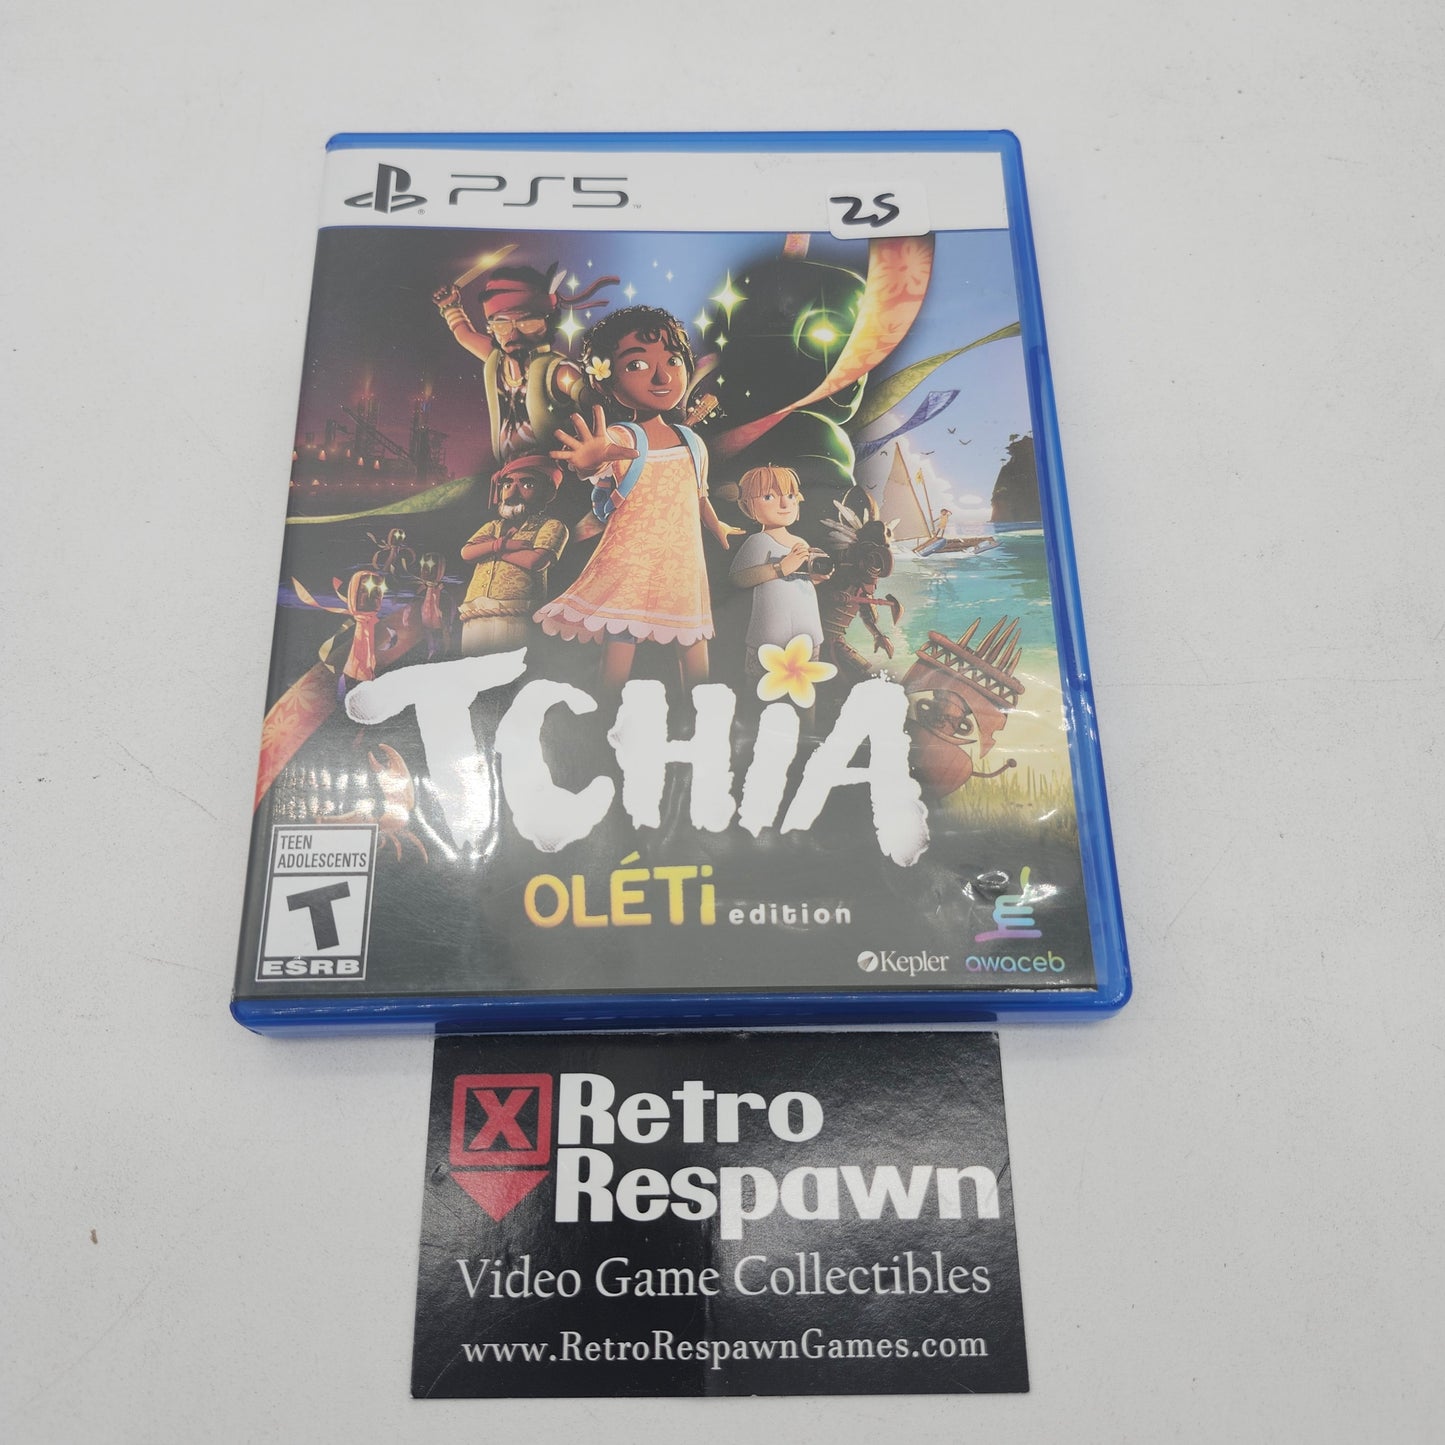 PS5
25
TCHiA
OLÉTi edition
TEEN
ADOLESCENTS
T
ESRB
Kepler awaceb
X Retro
Respawn
Video Game Collectibles
www.RetroRespawnGames.com